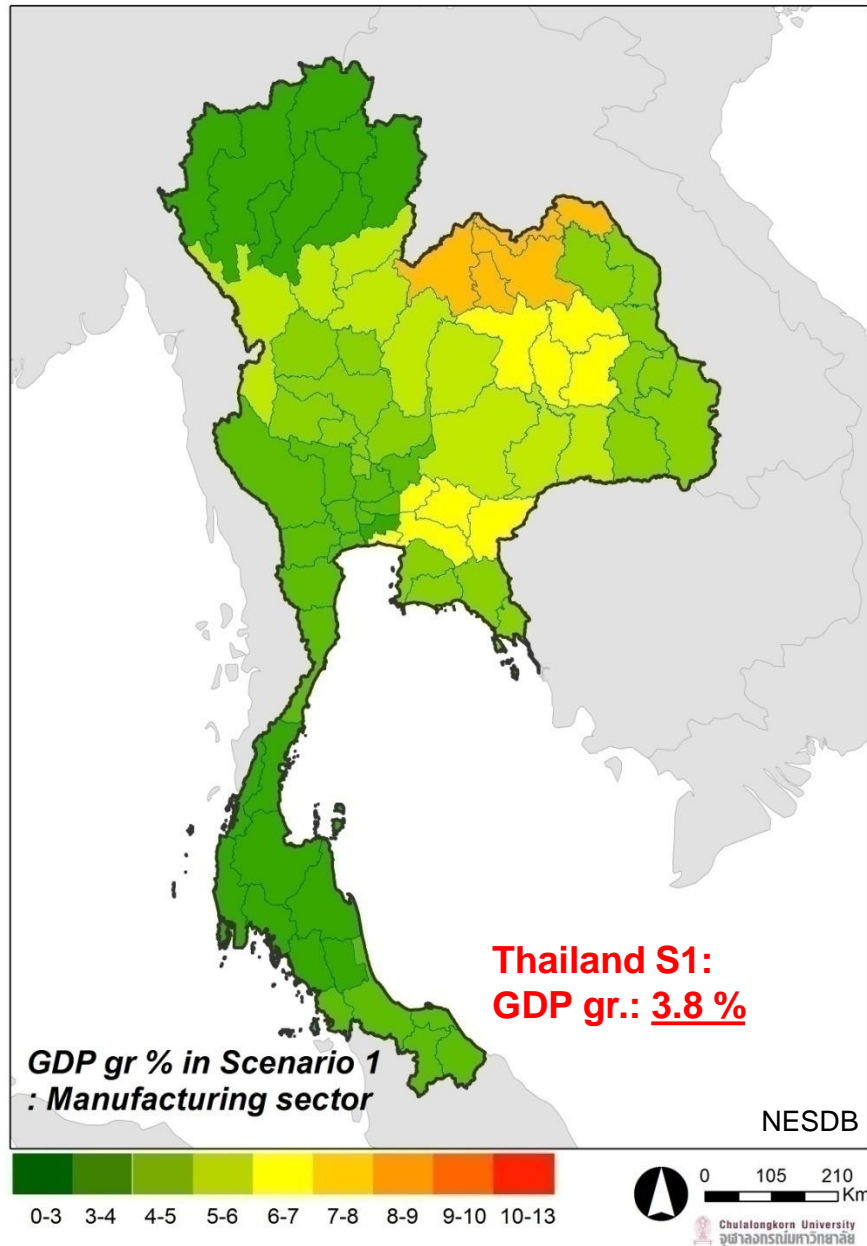 Thailand S1:
GDP gr.: 3.8 %
GDP gr % in Scenario 1
: Manufacturing sector
NESDB
0-3 3-4 4-5 5-6 6-7 7-8 8-9 9-10 10-13
0 105 210
Km
Chulalongkorn University
จุฬาลงกรณ์มหาวิทยาลัย